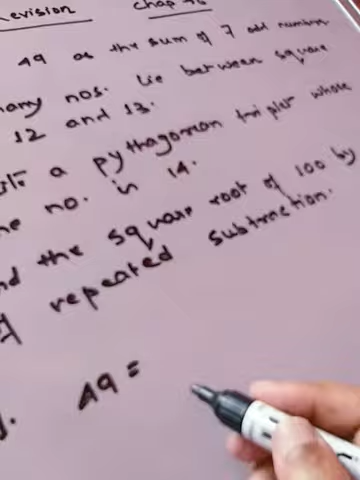 Revision Chap
49 as the sum of 7 odd numbers
many nos. lie between square
12 and 13.
a pythagorean triplet whose
no. is 14.
the square root of 100 by
repeated subtraction.
49 =